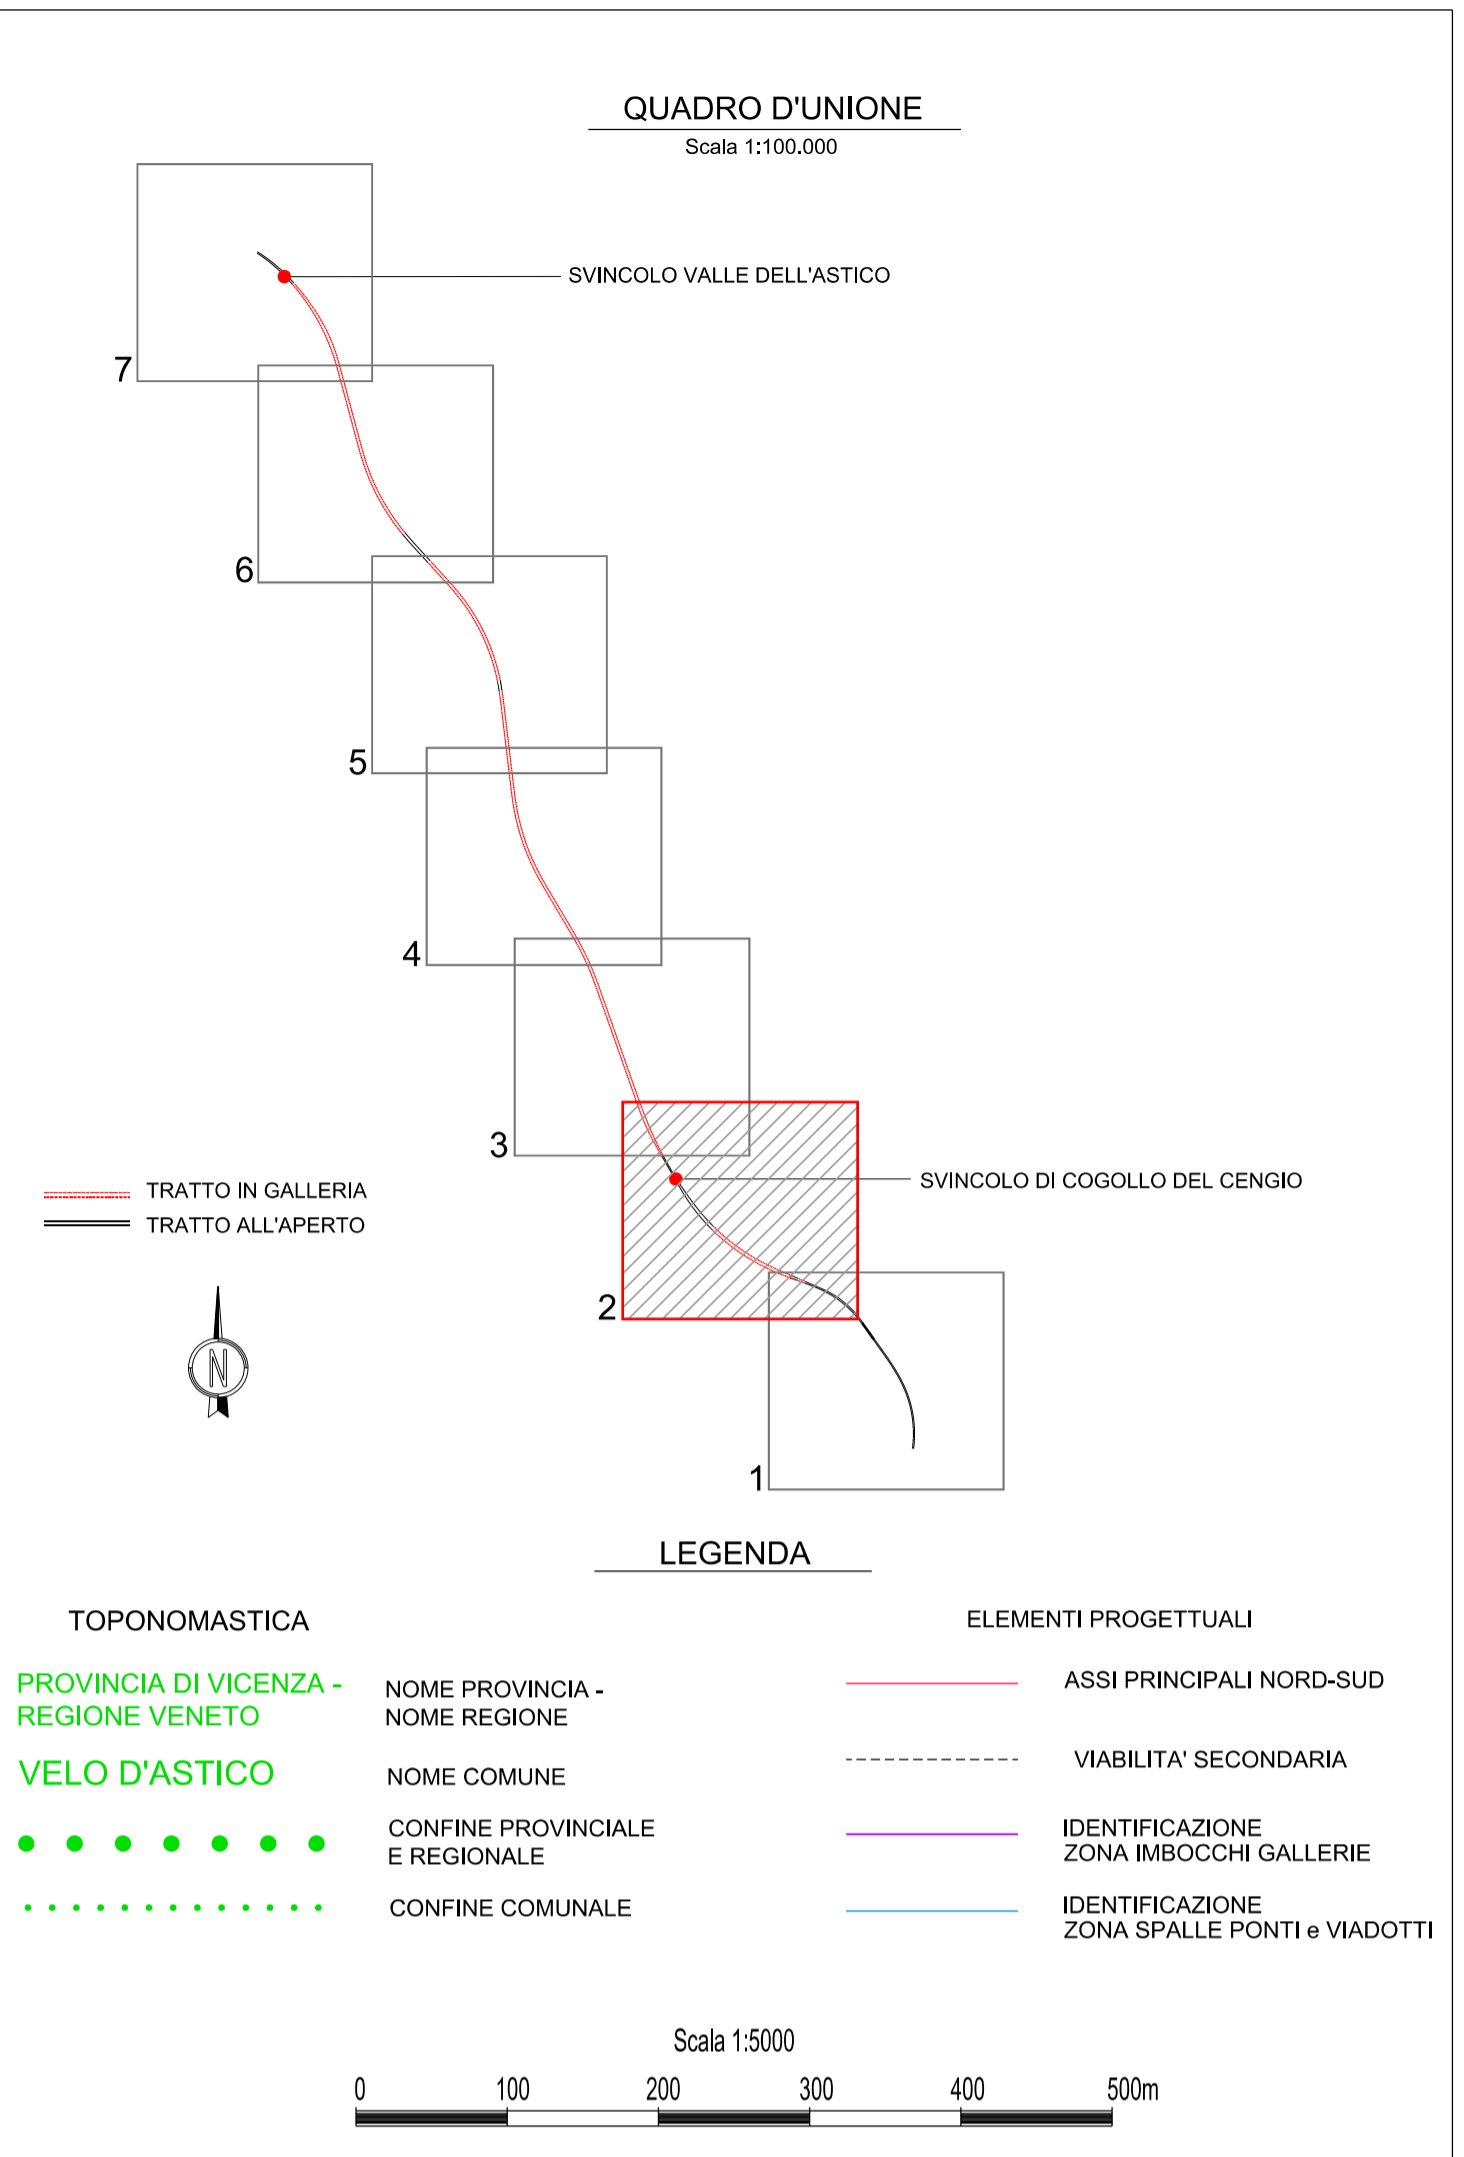 QUADRO D'UNIONE
Scala 1:100.000
SVINCOLO VALLE DELL'ASTICO
7
6
5
4
3
TRATTO IN GALLERIA
SVINCOLO DI COGOLLO DEL CENGIO
TRATTO ALL'APERTO
2
N
1
LEGENDA
TOPONOMASTICA
PROVINCIA DI VICENZA -
REGIONE VENETO
NOME PROVINCIA -
NOME REGIONE
VELO D'ASTICO
NOME COMUNE
CONFINE PROVINCIALE
E REGIONALE
CONFINE COMUNALE
ELEMENTI PROGETTUALI
ASSI PRINCIPALI NORD-SUD
VIABILITA' SECONDARIA
IDENTIFICAZIONE
ZONA IMBOCCHI GALLERIE
IDENTIFICAZIONE
ZONA SPALLE PONTI e VIADOTTI
Scala 1:5000
0 100 200 300 400 500m